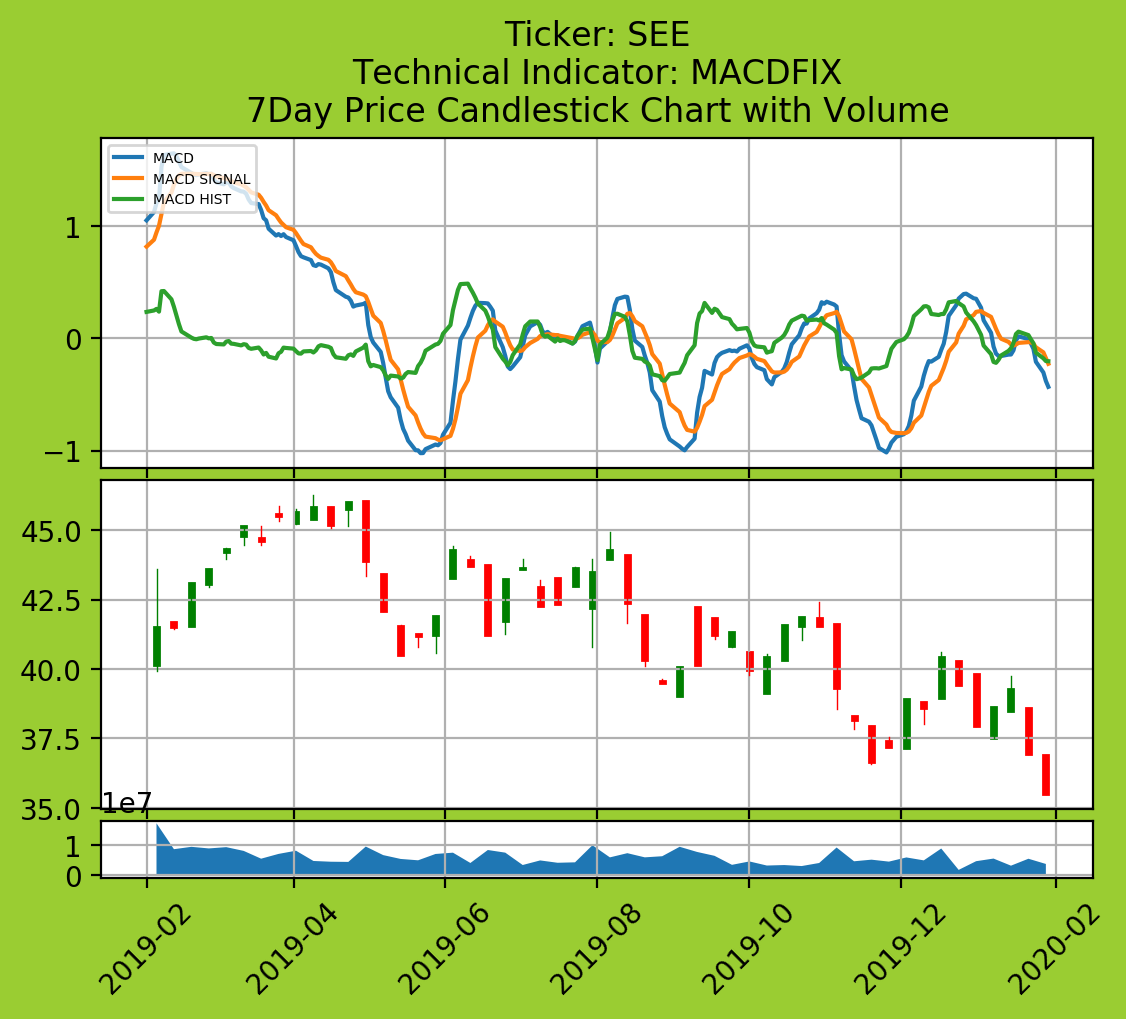 Ticker: SEE
Technical Indicator: MACDFIX
7Day Price Candlestick Chart with Volume
MACD
MACD SIGNAL
MACD HIST
1
0
−1
45.0
42.5
40.0
37.5
35.0
1e7
1
0
2019-02
2019-04
2019-06
2019-08
2019-10
2019-12
2020-02